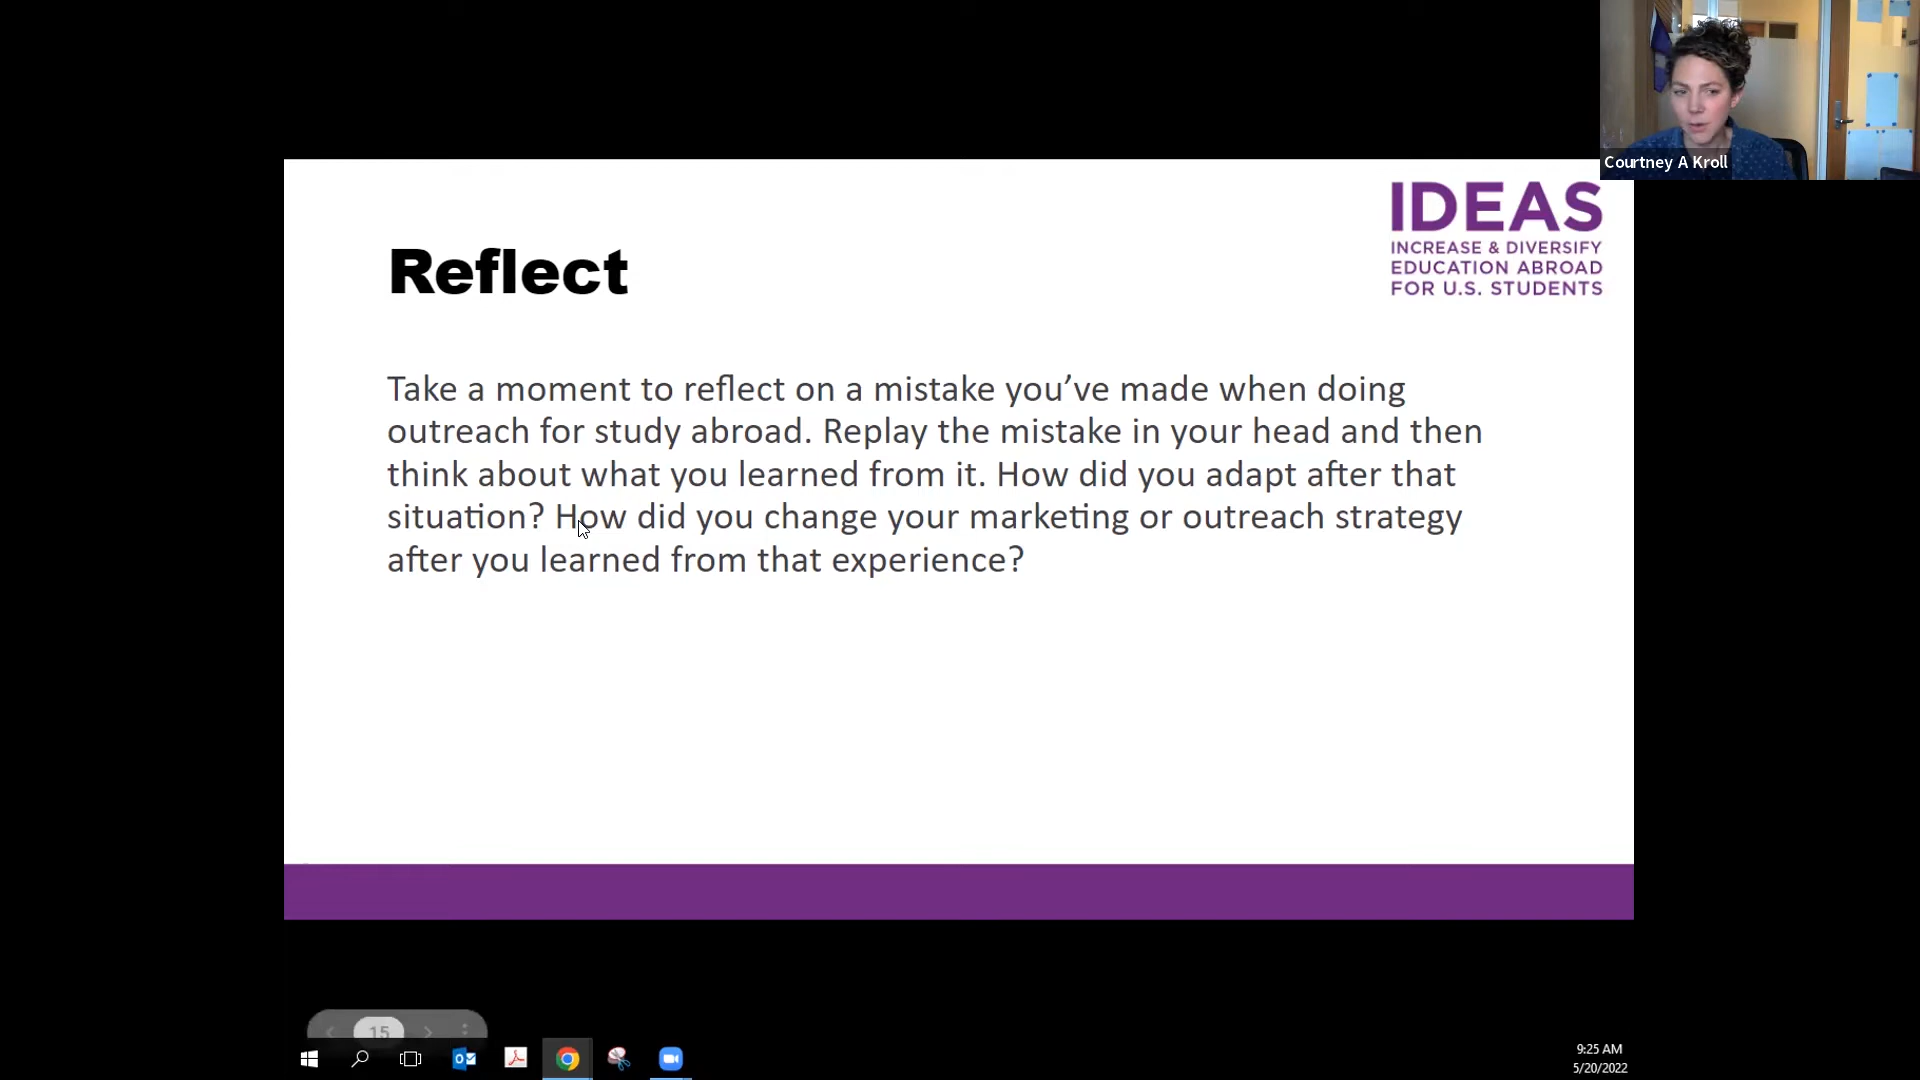 Courtney A Kroll
IDEAS
INCREASE & DIVERSIFY
EDUCATION ABROAD
FOR U.S. STUDENTS
Reflect
Take a moment to reflect on a mistake you’ve made when doing
outreach for study abroad. Replay the mistake in your head and then
think about what you learned from it. How did you adapt after that
situation? How did you change your marketing or outreach strategy
after you learned from that experience?
15
9:25 AM
5/20/2022